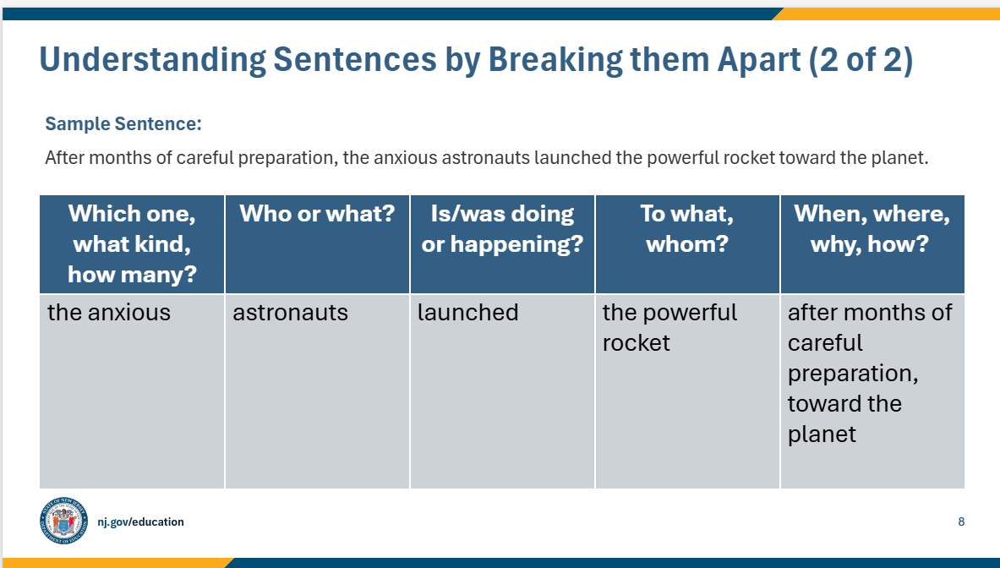 Understanding Sentences by Breaking them Apart (2 of 2)
Sample Sentence:
After months of careful preparation, the anxious astronauts launched the powerful rocket toward the planet.
Which one,
what kind,
how many?
Who or what?
Is/was doing
or happening?
To what,
whom?
When, where,
why, how?
the anxious
astronauts
launched
the powerful
rocket
after months of
careful
preparation,
toward the
planet
nj.gov/education
8